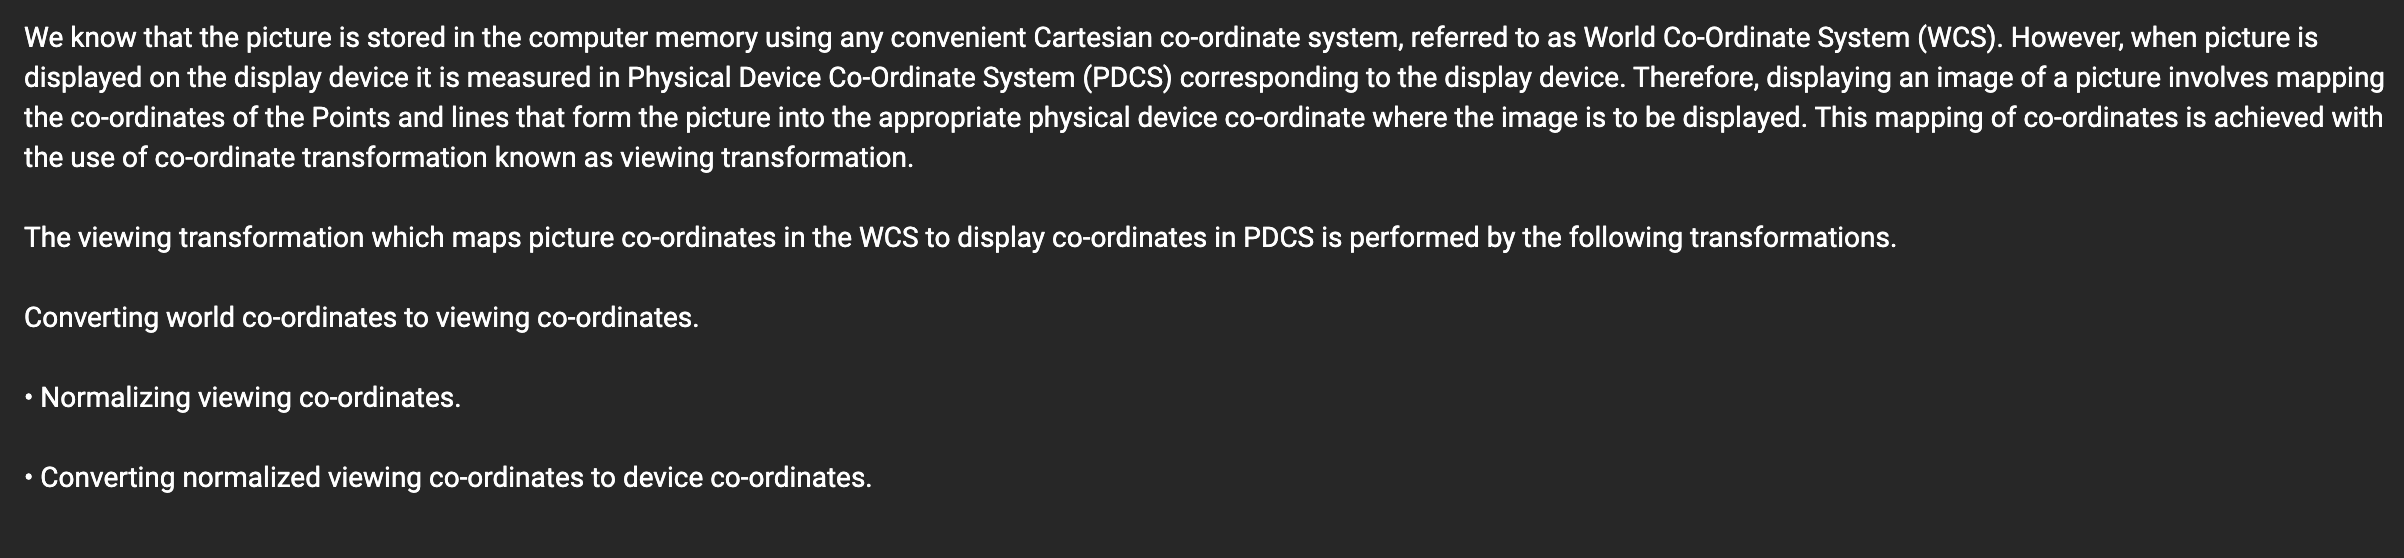 We know that the picture is stored in the computer memory using any convenient Cartesian co-ordinate system, referred to as World Co-Ordinate System (WCS). However, when picture is
displayed on the display device it is measured in Physical Device Co-Ordinate System (PDCS) corresponding to the display device. Therefore, displaying an image of a picture involves mapping
the co-ordinates of the Points and lines that form the picture into the appropriate physical device co-ordinate where the image is to be displayed. This mapping of co-ordinates is achieved with
the use of co-ordinate transformation known as viewing transformation.
The viewing transformation which maps picture co-ordinates in the WCS to display co-ordinates in PDCS is performed by the following transformations.
Converting world co-ordinates to viewing co-ordinates.
• Normalizing viewing co-ordinates.
• Converting normalized viewing co-ordinates to device co-ordinates.